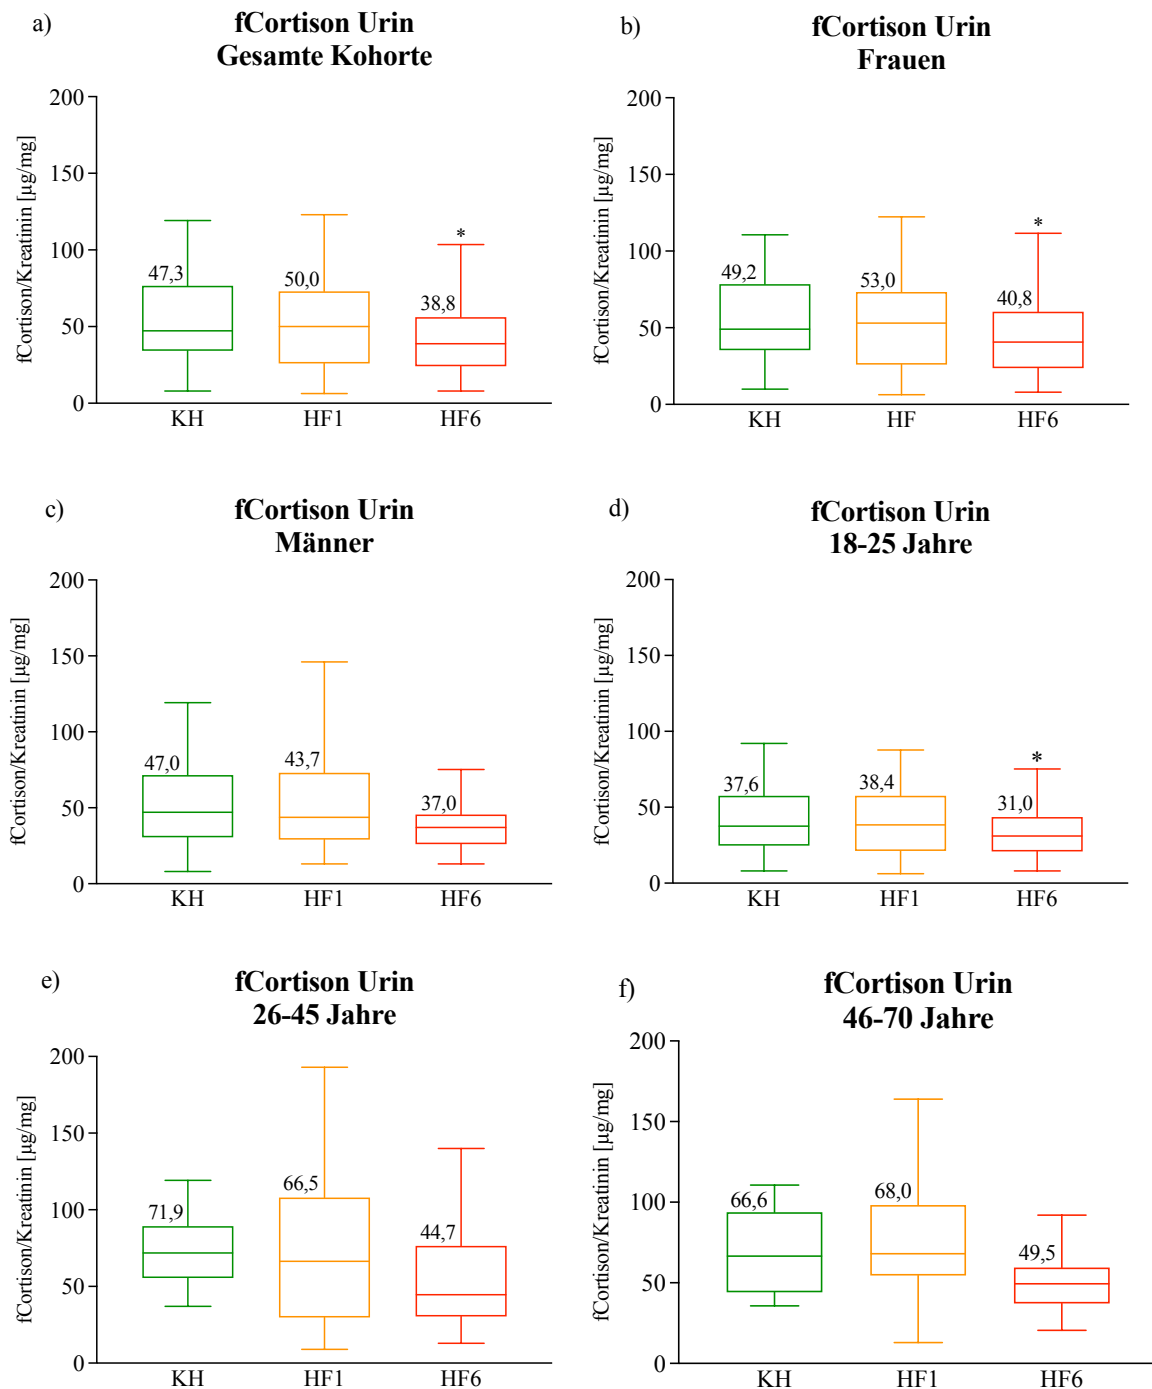 a)
fCortison Urin
Gesamte Kohorte
fCortison/Kreatinin [µg/mg]
200
150
100
50
0
47,3
50,0
*
38,8
KH HF1 HF6
b)
fCortison Urin
Frauen
fCortison/Kreatinin [µg/mg]
200
150
100
50
0
49,2
53,0
*
40,8
KH HF HF6
c)
fCortison Urin
Männer
fCortison/Kreatinin [µg/mg]
200
150
100
50
0
47,0
43,7
37,0
KH HF1 HF6
d)
fCortison Urin
18-25 Jahre
fCortison/Kreatinin [µg/mg]
200
150
100
50
0
37,6
38,4
*
31,0
KH HF1 HF6
e)
fCortison Urin
26-45 Jahre
fCortison/Kreatinin [µg/mg]
200
150
100
50
0
71,9
66,5
44,7
KH HF1 HF6
f)
fCortison Urin
46-70 Jahre
fCortison/Kreatinin [µg/mg]
200
150
100
50
0
66,6
68,0
49,5
KH HF1 HF6